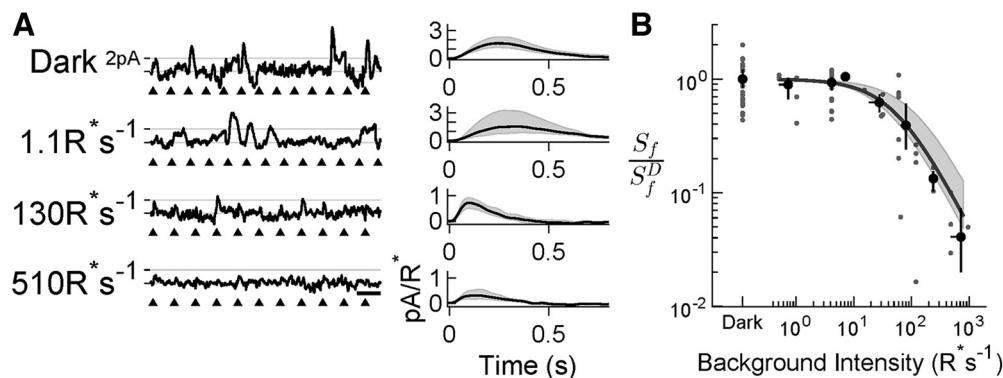 A
Dark 2pA
1.1R*s-1
130R*s-1
510R*s-1
3
0
0.5
3
0
0.5
1
0
0 0.5
1
0
0 0.5
pA/R*
Time (s)
B
Sf
SfD
10^0
10^-1
10^-2
Dark 10^0 10^1 10^2 10^3
Background Intensity (R*s-1)